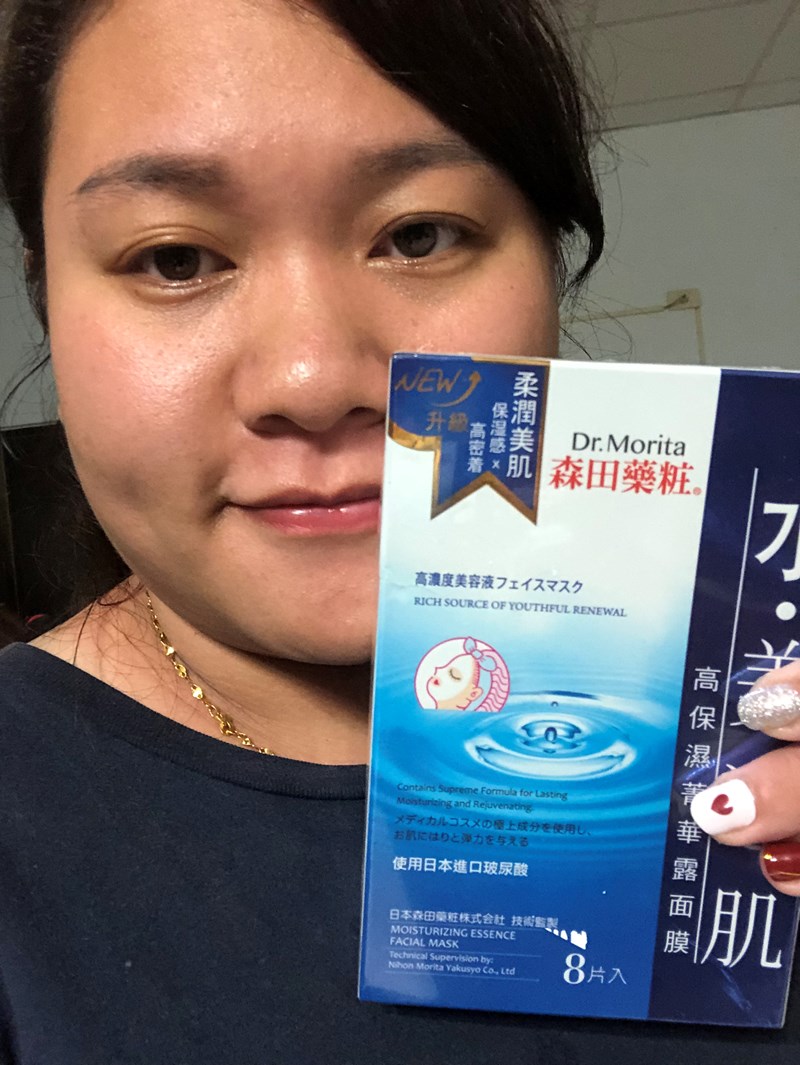 NEW
升級
柔潤美肌
保湿感×
高密着
Dr.Morita
森田藥粧®
高濃度美容液フェイスマスク
RICH SOURCE OF YOUTHFUL RENEWAL
Contains Supreme Formula for Lasting
Moisturizing and Rejuvenating.
メディカルコスメの極上成分を使用し、
お肌にはりと弾力を与える
使用日本進口玻尿酸
日本森田藥粧株式会社 技術監製
MOISTURIZING ESSENCE
FACIAL MASK
Technical Supervision by:
Nihon Morita Yakusyo Co., Ltd
8片入
水・美
肌
高保濕菁華露面膜